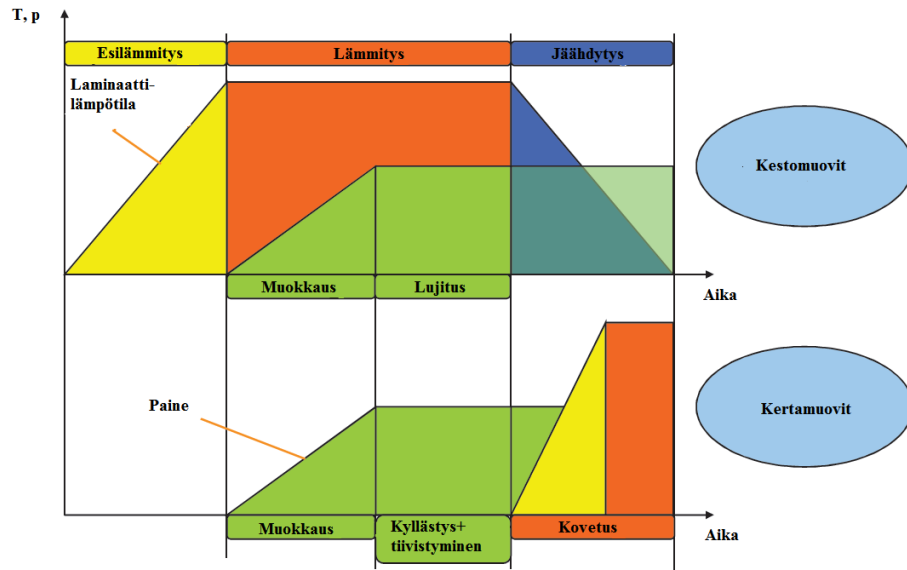 T, p
Esilämmitys
Lämmitys
Jäähdytys
Laminaatti-
lämpötila
Kestomuovit
Muokkaus
Lujitus
Aika
Paine
Kertamuovit
Muokkaus
Kyllästys+
tiivistyminen
Kovetus
Aika